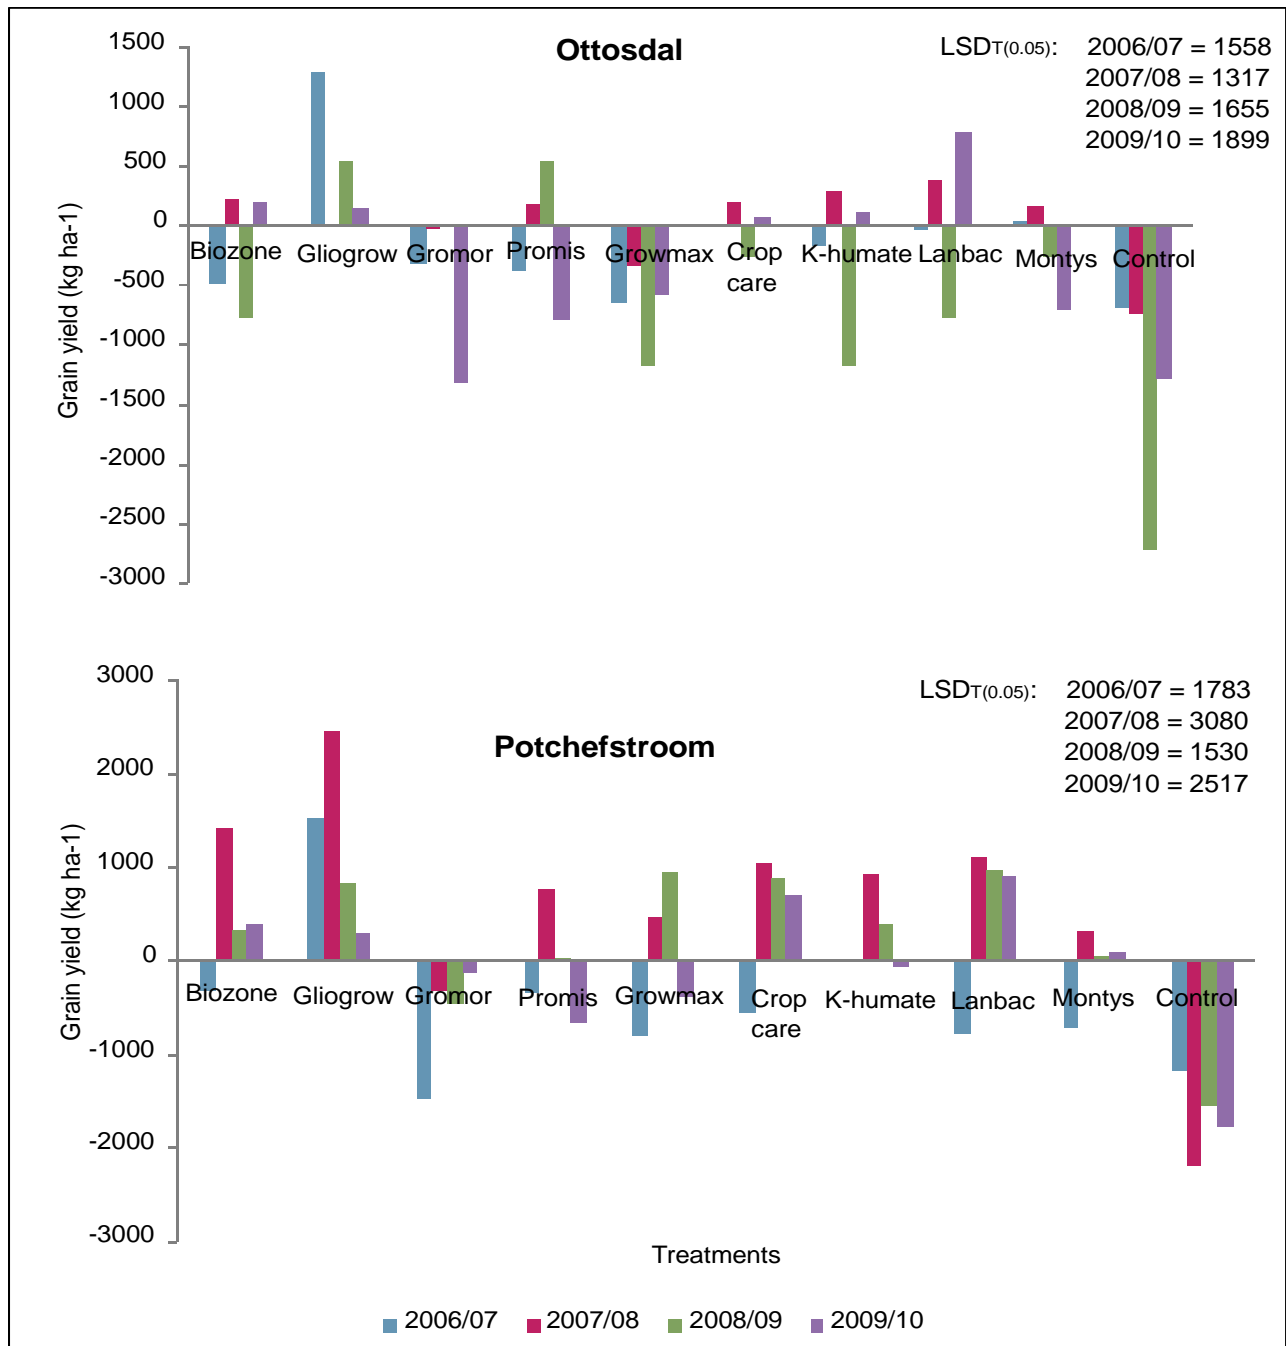 Ottosdal
LSDT(0.05): 2006/07 = 1558
2007/08 = 1317
2008/09 = 1655
2009/10 = 1899
Grain yield (kg ha-1)
1500
1000
500
0
-500
-1000
-1500
-2000
-2500
-3000
Biozone Gliogrow Gromor Promis Growmax Crop care K-humate Lanbac Montys Control
Potchefstroom
LSDT(0.05): 2006/07 = 1783
2007/08 = 3080
2008/09 = 1530
2009/10 = 2517
Grain yield (kg ha-1)
3000
2000
1000
0
-1000
-2000
-3000
Biozone Gliogrow Gromor Promis Growmax Crop care K-humate Lanbac Montys Control
Treatments
2006/07 2007/08 2008/09 2009/10